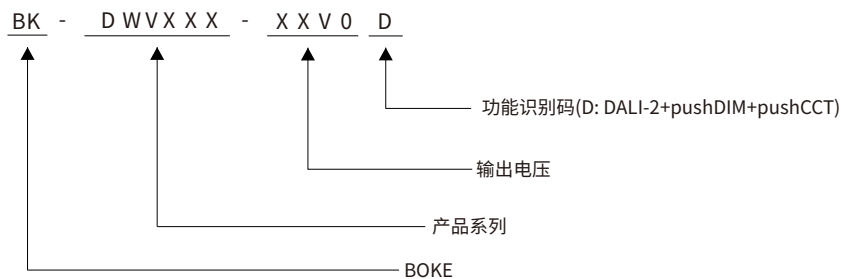 BK - DWVXXX - XXV0 D
功能识别码(D: DALI-2+pushDIM+pushCCT)
输出电压
产品系列
BOKE